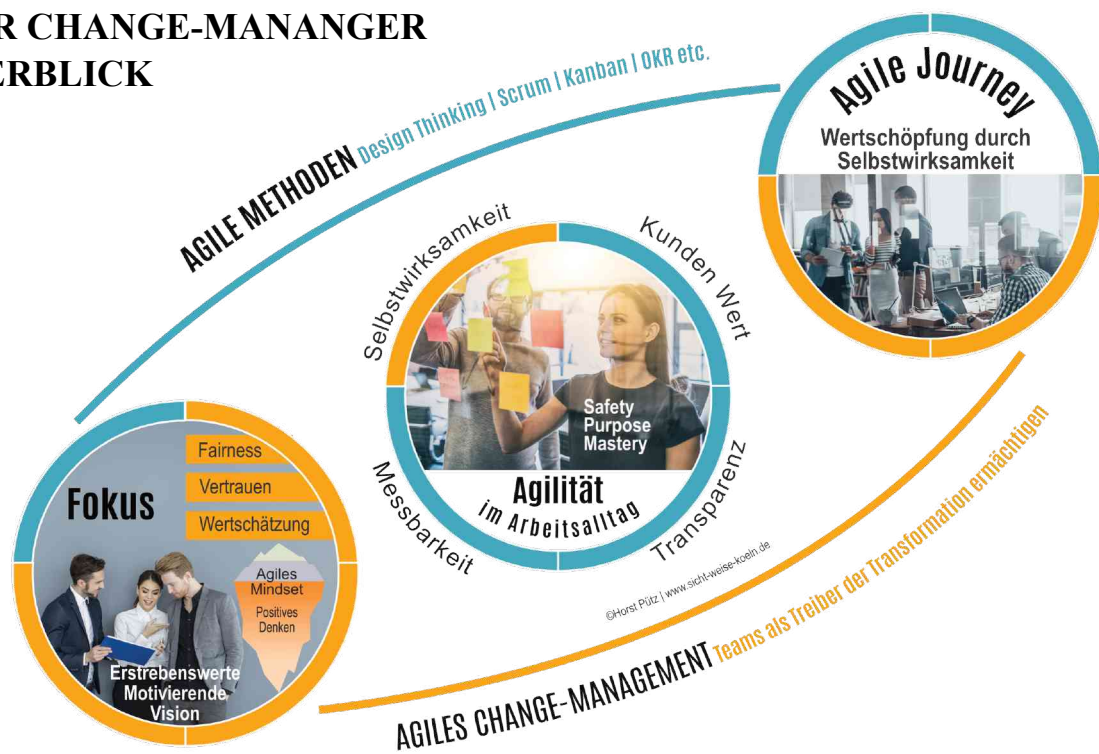 R CHANGE-MANANGER
ERBLICK
AGILE METHODEN Design Thinking | Scrum | Kanban | OKR etc.
Agile Journey
Wertschöpfung durch
Selbstwirksamkeit
Selbstwirksamkeit
Kunden Wert
Safety
Purpose
Mastery
Agilität
im Arbeitsalltag
Messbarkeit
Transparenz
Fokus
Fairness
Vertrauen
Wertschätzung
Agiles
Mindset
Positives
Denken
Erstrebenswerte
Motivierende
Vision
©Horst Pütz | www.sicht-weise-koeln.de
AGILES CHANGE-MANAGEMENT Teams als Treiber der Transformation ermächtigen